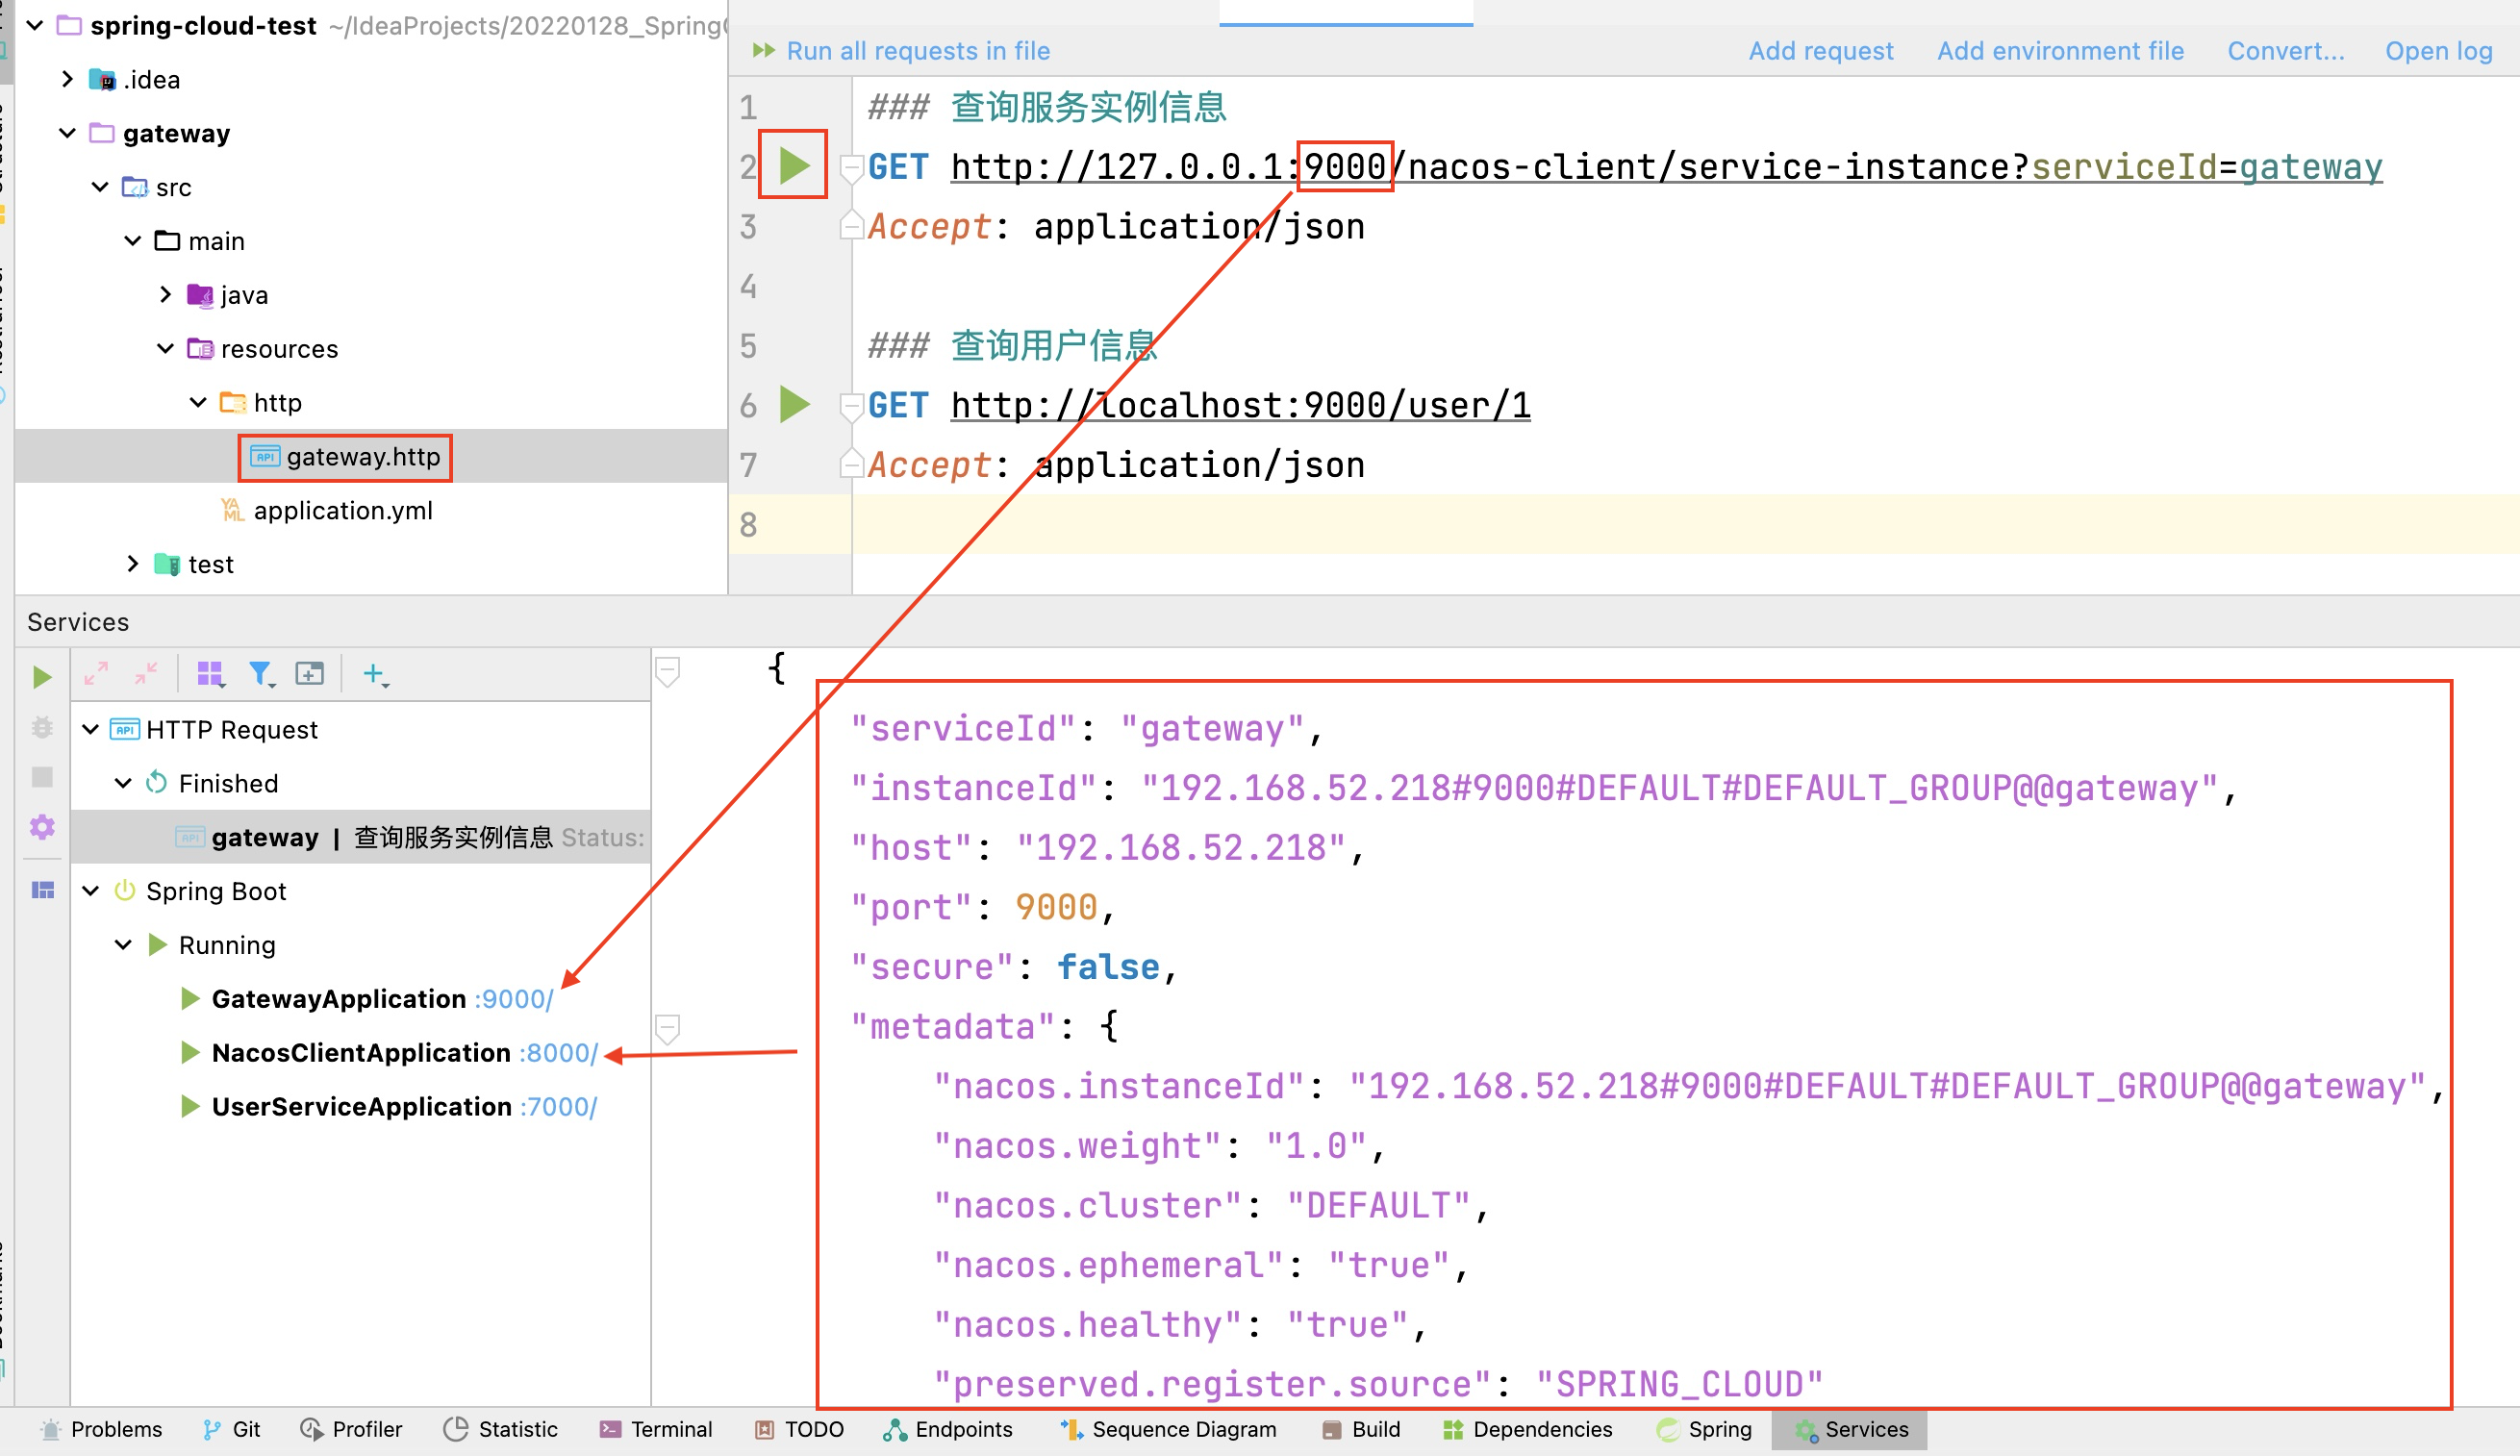 spring-cloud-test ~/IdeaProjects/20220128_Spring
.idea
gateway
src
main
java
resources
http
gateway.http
application.yml
test
Run all requests in file
Add request Add environment file Convert... Open log
1 ### 查询服务实例信息
2 GET http://127.0.0.1:9000/nacos-client/service-instance?serviceId=gateway
3 Accept: application/json
4
5 ### 查询用户信息
6 GET http://localhost:9000/user/1
7 Accept: application/json
8
Services
HTTP Request
Finished
gateway | 查询服务实例信息 Status:
Spring Boot
Running
GatewayApplication :9000/
NacosClientApplication :8000/
UserServiceApplication :7000/
{
"serviceId": "gateway",
"instanceId": "192.168.52.218#9000#DEFAULT#DEFAULT_GROUP@@gateway",
"host": "192.168.52.218",
"port": 9000,
"secure": false,
"metadata": {
"nacos.instanceId": "192.168.52.218#9000#DEFAULT#DEFAULT_GROUP@@gateway",
"nacos.weight": "1.0",
"nacos.cluster": "DEFAULT",
"nacos.ephemeral": "true",
"nacos.healthy": "true",
"preserved.register.source": "SPRING_CLOUD"
Problems Git Profiler Statistic Terminal TODO Endpoints Sequence Diagram Build Dependencies Spring Services